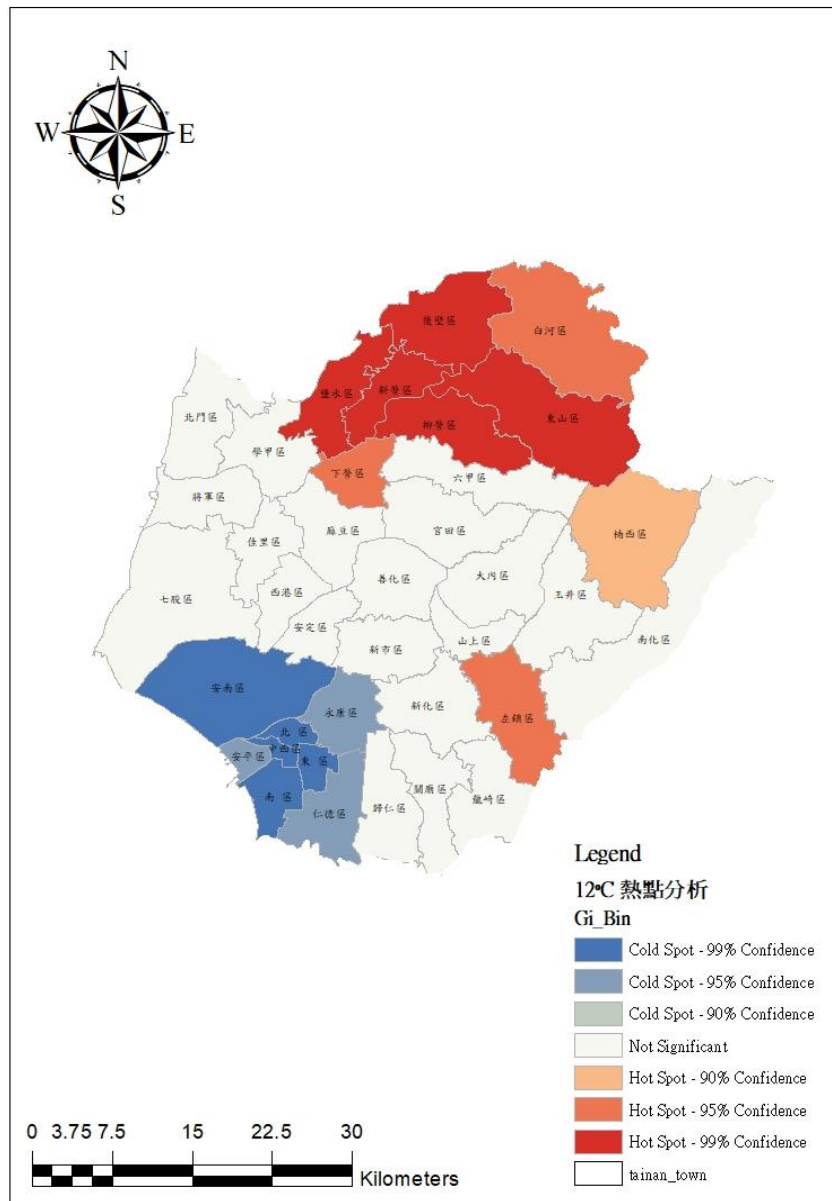 N
W E
S
後壁區
白河區
鹽水區
新營區
東山區
柳營區
北門區
學甲區
下營區
六甲區
將軍區
麻豆區
官田區
楠西區
佳里區
善化區
大內區
玉井區
七股區
西港區
安定區
山上區
南化區
新市區
安南區
左鎮區
永康區
新化區
北區
中西區
安平區
東區
關廟區
南區
龍崎區
仁德區
歸仁區
Legend
12°C 熱點分析
Gi_Bin
Cold Spot - 99% Confidence
Cold Spot - 95% Confidence
Cold Spot - 90% Confidence
Not Significant
Hot Spot - 90% Confidence
Hot Spot - 95% Confidence
Hot Spot - 99% Confidence
tainan_town
0 3.75 7.5 15 22.5 30
Kilometers